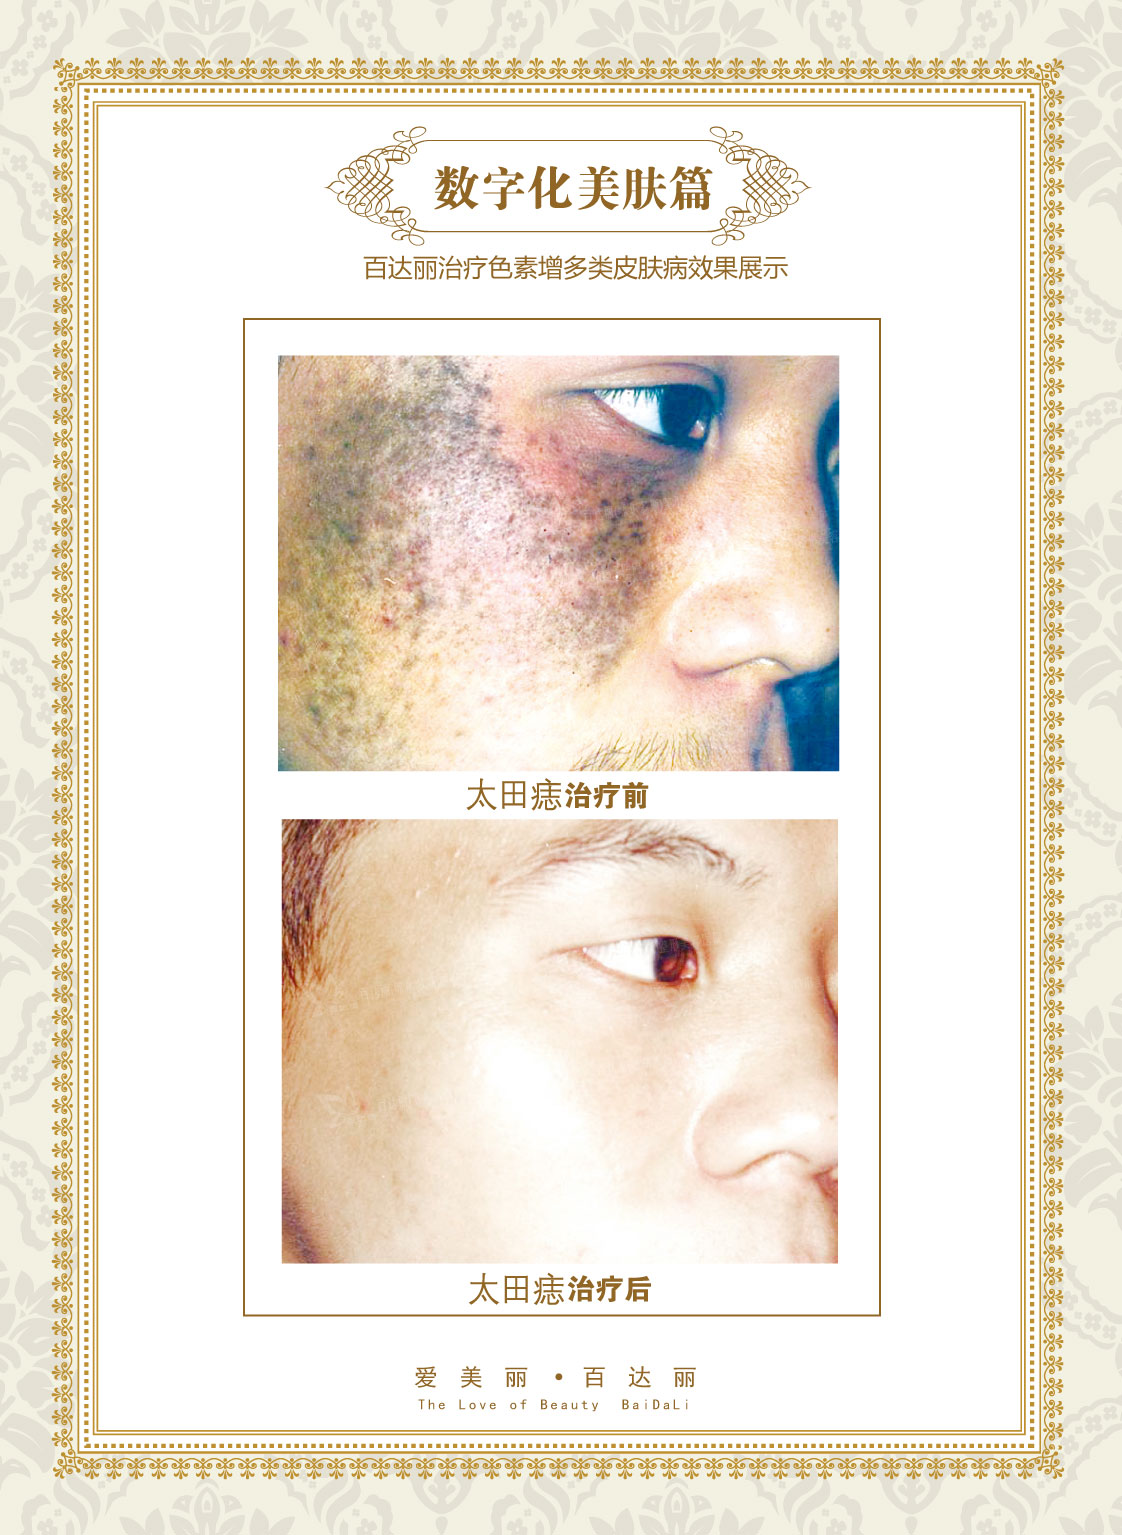 数字化美肤篇
百达丽治疗色素增多类皮肤病效果展示
太田痣治疗前
太田痣治疗后
爱美丽·百达丽
The Love of Beauty BaiDaLi